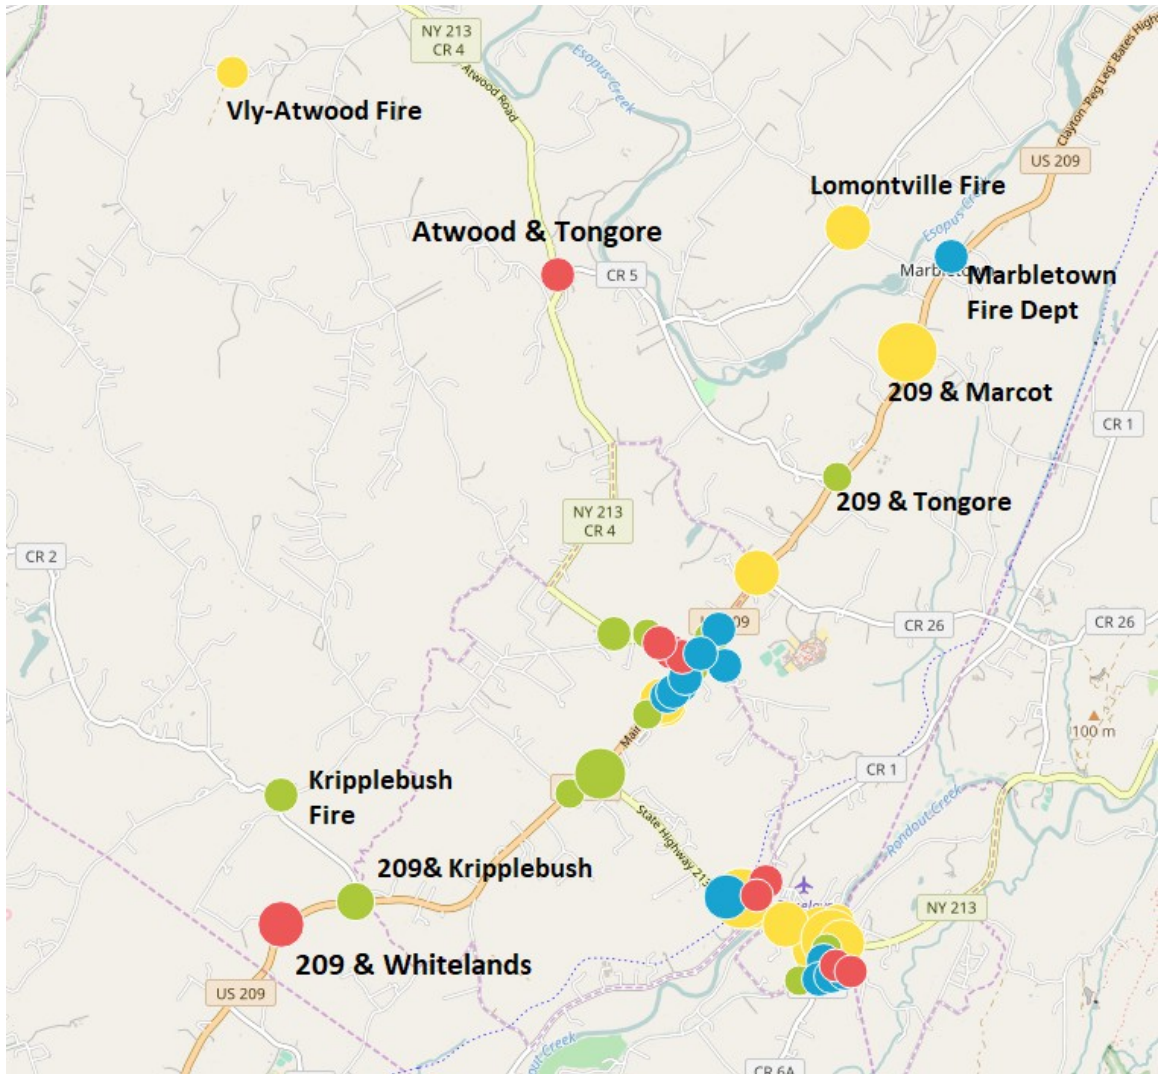 NY 213
CR 4
Atwood Road
Esopus Creek
Clayton 'Peg Leg' Bates High
US 209
Vly-Atwood Fire
Lomontville Fire
Esopus Creek
Atwood & Tongore
CR 5
Marbletown
Fire Dept
209 & Marcot
CR 1
209 & Tongore
NY 213
CR 4
CR 2
CR 26
CR 26
100 m
Kripplebush
Fire
CR 1
State Highway 213
Rondout Creek
209& Kripplebush
NY 213
209 & Whitelands
US 209
CR 6A